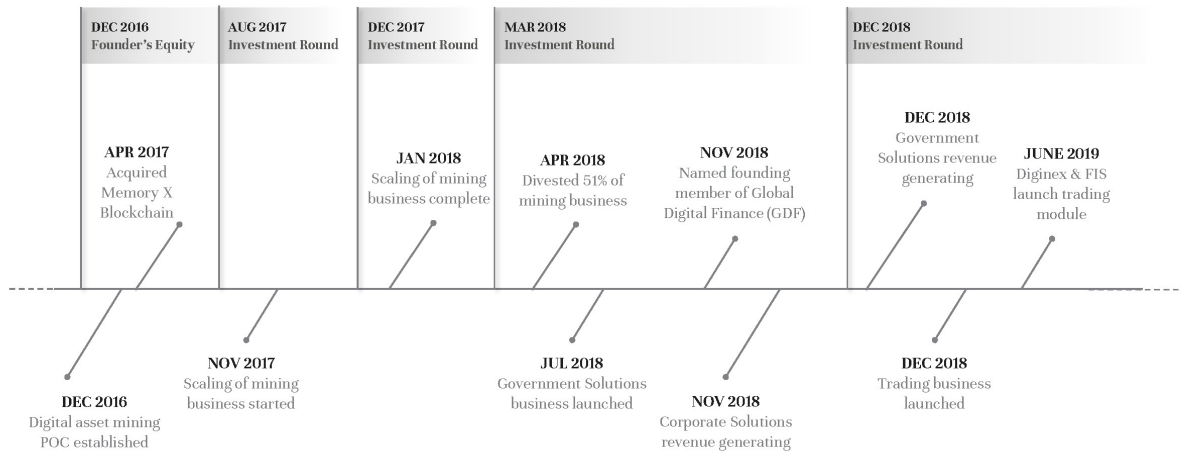 DEC 2016
Founder's Equity
AUG 2017
Investment Round
DEC 2017
Investment Round
MAR 2018
Investment Round
DEC 2018
Investment Round
APR 2017
Acquired
Memory X
Blockchain
JAN 2018
Scaling of mining
business complete
APR 2018
Divested 51% of
mining business
NOV 2018
Named founding
member of Global
Digital Finance (GDF)
DEC 2018
Government
Solutions revenue
generating
JUNE 2019
Diginex & FIS
launch trading
module
DEC 2016
Digital asset mining
POC established
NOV 2017
Scaling of mining
business started
JUL 2018
Government Solutions
business launched
NOV 2018
Corporate Solutions
revenue generating
DEC 2018
Trading business
launched